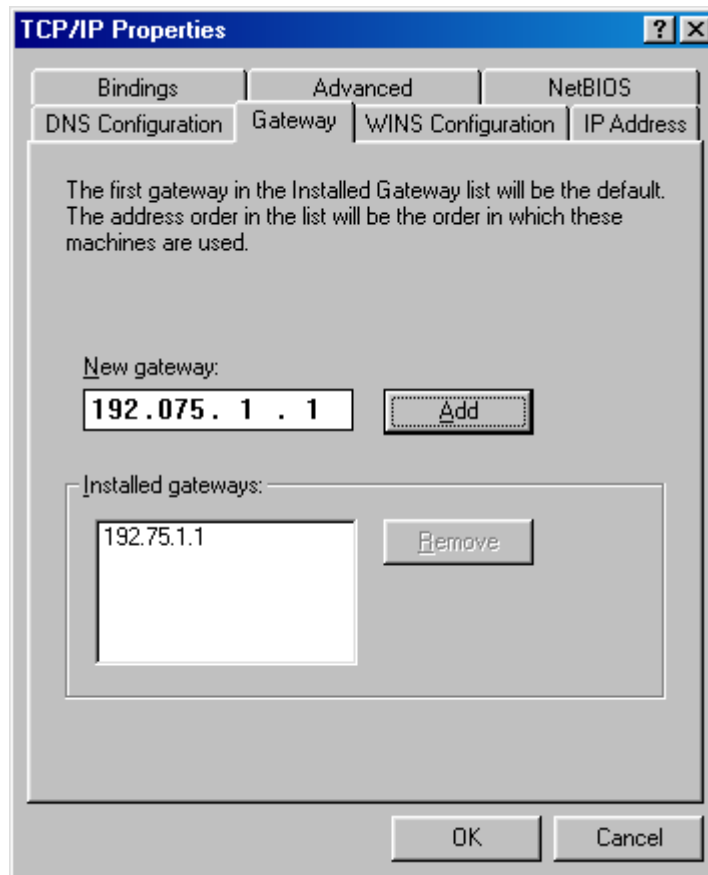 TCP/IP Properties ? X
Bindings Advanced NetBIOS
DNS Configuration Gateway WINS Configuration IP Address
The first gateway in the Installed Gateway list will be the default.
The address order in the list will be the order in which these
machines are used.
New gateway:
192.075. 1 . 1 Add
Installed gateways:
192.75.1.1 Remove
OK Cancel